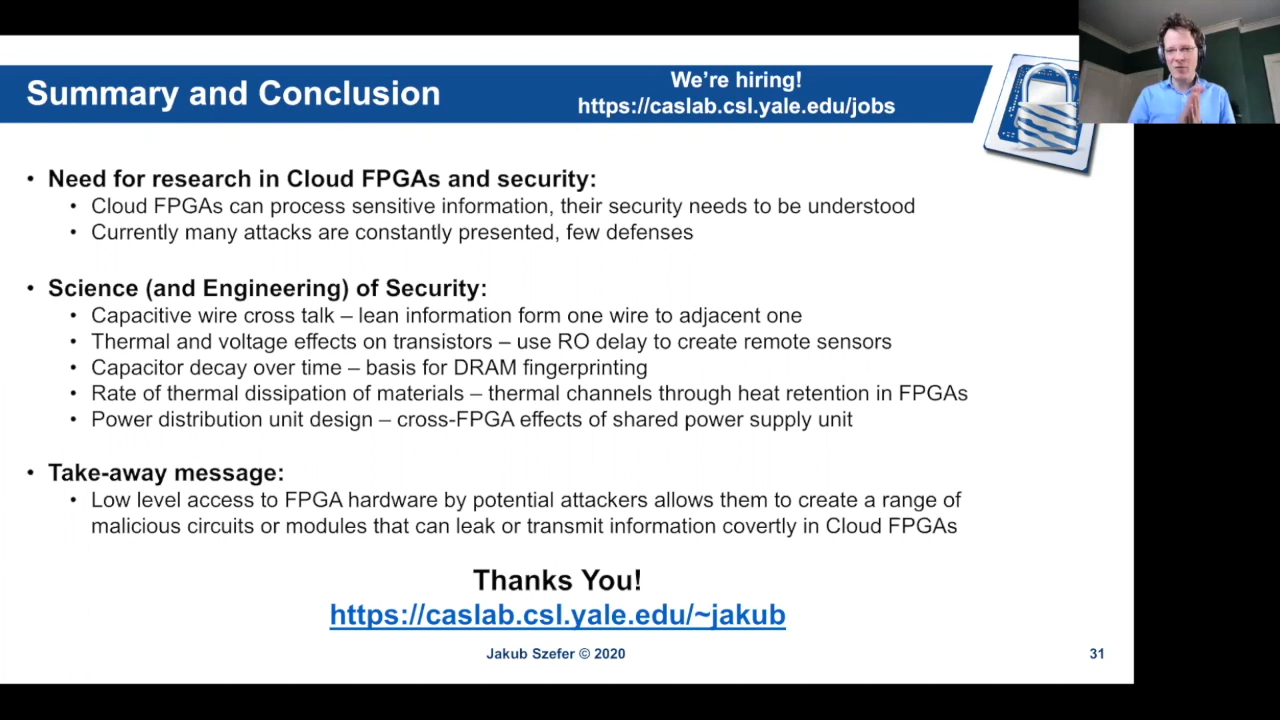 Summary and Conclusion
We're hiring!
https://caslab.csl.yale.edu/jobs
• Need for research in Cloud FPGAs and security:
• Cloud FPGAs can process sensitive information, their security needs to be understood
• Currently many attacks are constantly presented, few defenses
• Science (and Engineering) of Security:
• Capacitive wire cross talk – lean information form one wire to adjacent one
• Thermal and voltage effects on transistors – use RO delay to create remote sensors
• Capacitor decay over time – basis for DRAM fingerprinting
• Rate of thermal dissipation of materials – thermal channels through heat retention in FPGAs
• Power distribution unit design – cross-FPGA effects of shared power supply unit
• Take-away message:
• Low level access to FPGA hardware by potential attackers allows them to create a range of
malicious circuits or modules that can leak or transmit information covertly in Cloud FPGAs
Thanks You!
https://caslab.csl.yale.edu/~jakub
Jakub Szefer © 2020
31